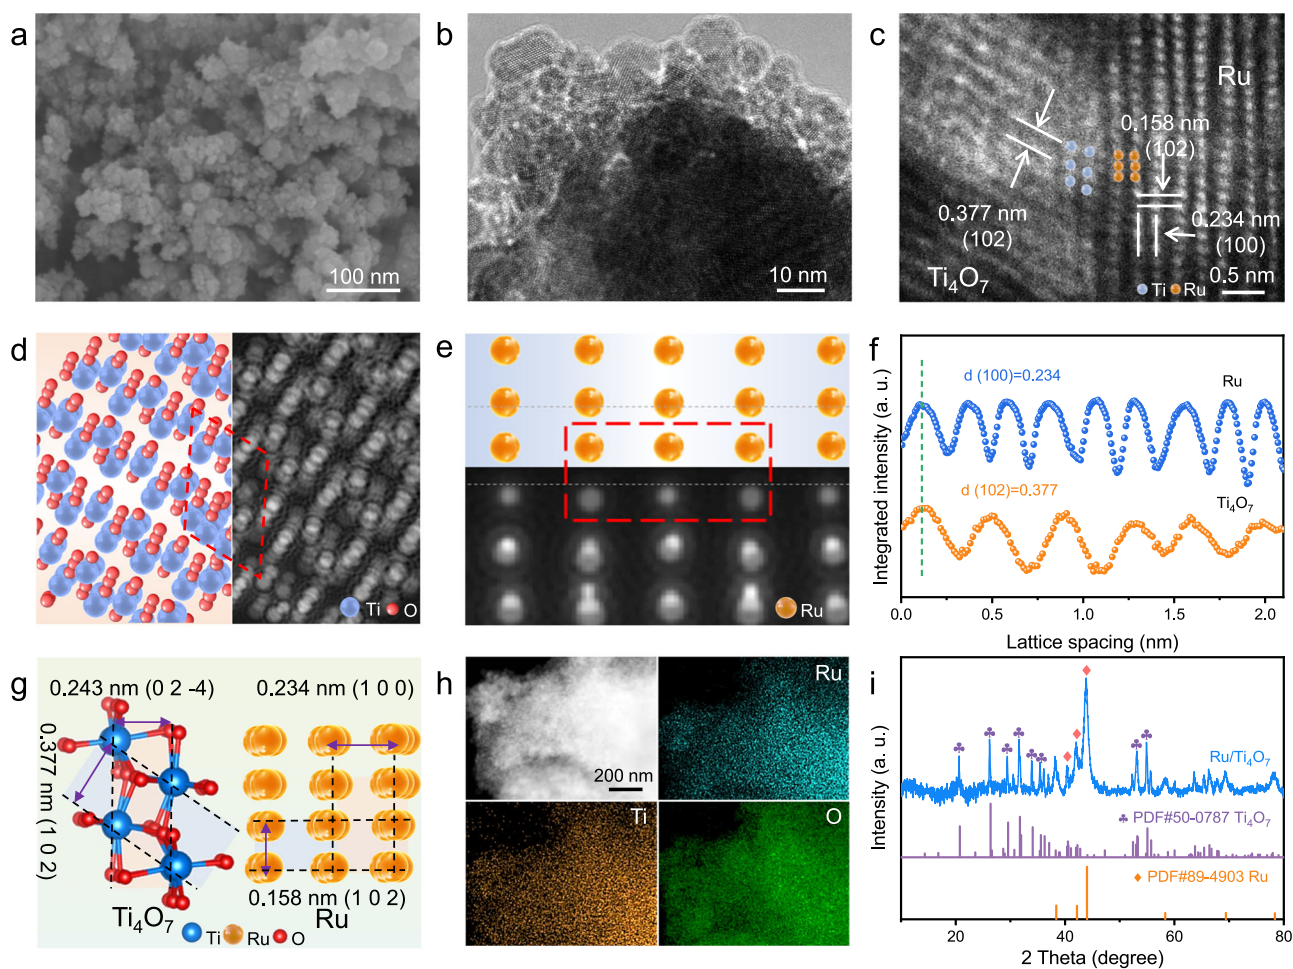 a
100 nm
b
10 nm
c
Ru
0.158 nm
(102)
0.377 nm
(102)
0.234 nm
(100)
Ti₄O₇
Ti Ru
0.5 nm
d
Ti O
e
Ru
f
Integrated intensity (a. u.)
d (100)=0.234
Ru
d (102)=0.377
Ti₄O₇
0.0 0.5 1.0 1.5 2.0
Lattice spacing (nm)
g
0.243 nm (0 2 -4)
0.234 nm (1 0 0)
0.377 nm (1 0 2)
0.158 nm (1 0 2)
Ti₄O₇
Ru
Ti Ru O
h
200 nm
Ru
Ti
O
i
Intensity (a. u.)
Ru/Ti₄O₇
♣ PDF#50-0787 Ti₄O₇
♦ PDF#89-4903 Ru
20 40 60 80
2 Theta (degree)